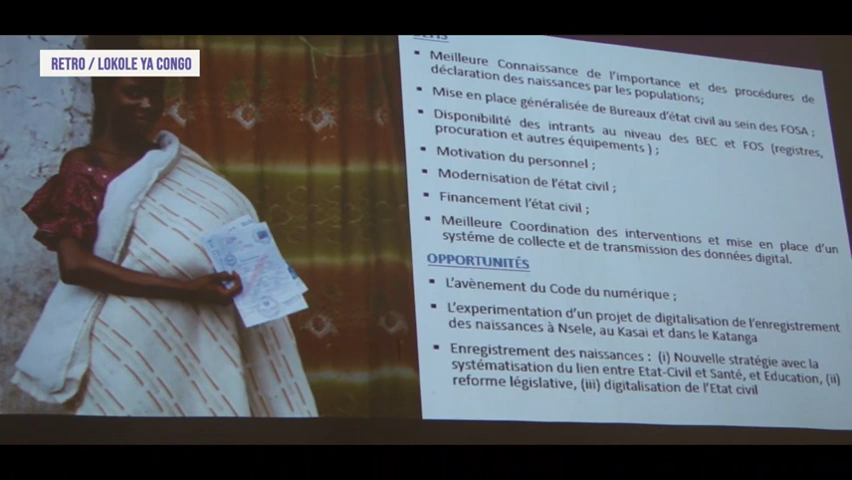 RETRO / LOKOLE YA CONGO
▪ Meilleure Connaissance de l'importance et des procédures de
déclaration des naissances par les populations;
▪ Mise en place généralisée de Bureaux d'état civil au sein des FOSA ;
▪ Disponibilité des intrants au niveau des BEC et FOS (registres,
procuration et autres équipements ) ;
▪ Motivation du personnel ;
▪ Modernisation de l'état civil ;
▪ Financement l'état civil ;
▪ Meilleure Coordination des interventions et mise en place d'un
systéme de collecte et de transmission des données digital.
OPPORTUNITÉS
▪ L'avènement du Code du numérique ;
▪ L'experimentation d'un projet de digitalisation de l'enregistrement
des naissances à Nsele, au Kasai et dans le Katanga
▪ Enregistrement des naissances : (i) Nouvelle stratégie avec la
systématisation du lien entre Etat-Civil et Santé, et Education, (ii)
reforme législative, (iii) digitalisation de l'Etat civil